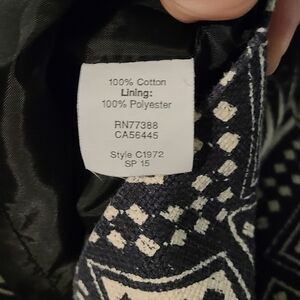 100% Cotton
Lining:
100% Polyester
RN77388
CA56445
Style C1972
SP 15